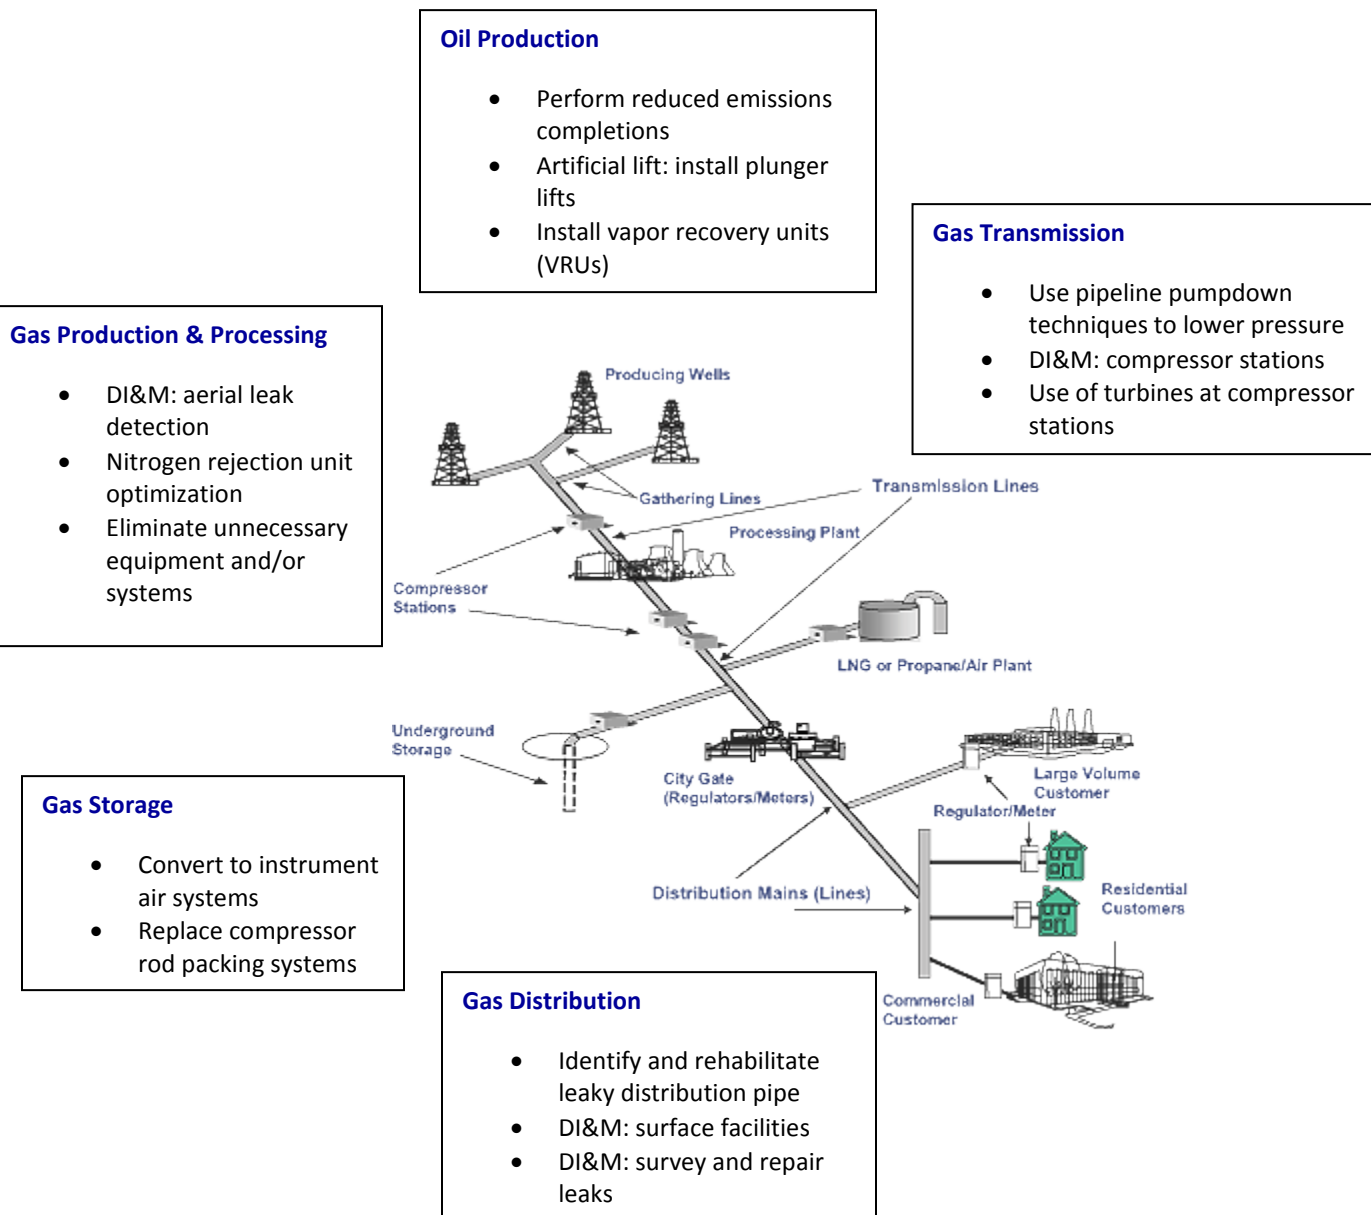 Oil Production
• Perform reduced emissions
completions
• Artificial lift: install plunger
lifts
• Install vapor recovery units
(VRUs)
Gas Transmission
• Use pipeline pumpdown
techniques to lower pressure
• DI&M: compressor stations
• Use of turbines at compressor
stations
Gas Production & Processing
• DI&M: aerial leak
detection
• Nitrogen rejection unit
optimization
• Eliminate unnecessary
equipment and/or
systems
Producing Wells
Gathering Lines
Transmission Lines
Processing Plant
Compressor
Stations
LNG or Propane/Air Plant
Underground
Storage
City Gate
(Regulators/Meters)
Large Volume
Customer
Regulator/Meter
Distribution Mains (Lines)
Residential
Customers
Commercial
Customer
Gas Storage
• Convert to instrument
air systems
• Replace compressor
rod packing systems
Gas Distribution
• Identify and rehabilitate
leaky distribution pipe
• DI&M: surface facilities
• DI&M: survey and repair
leaks